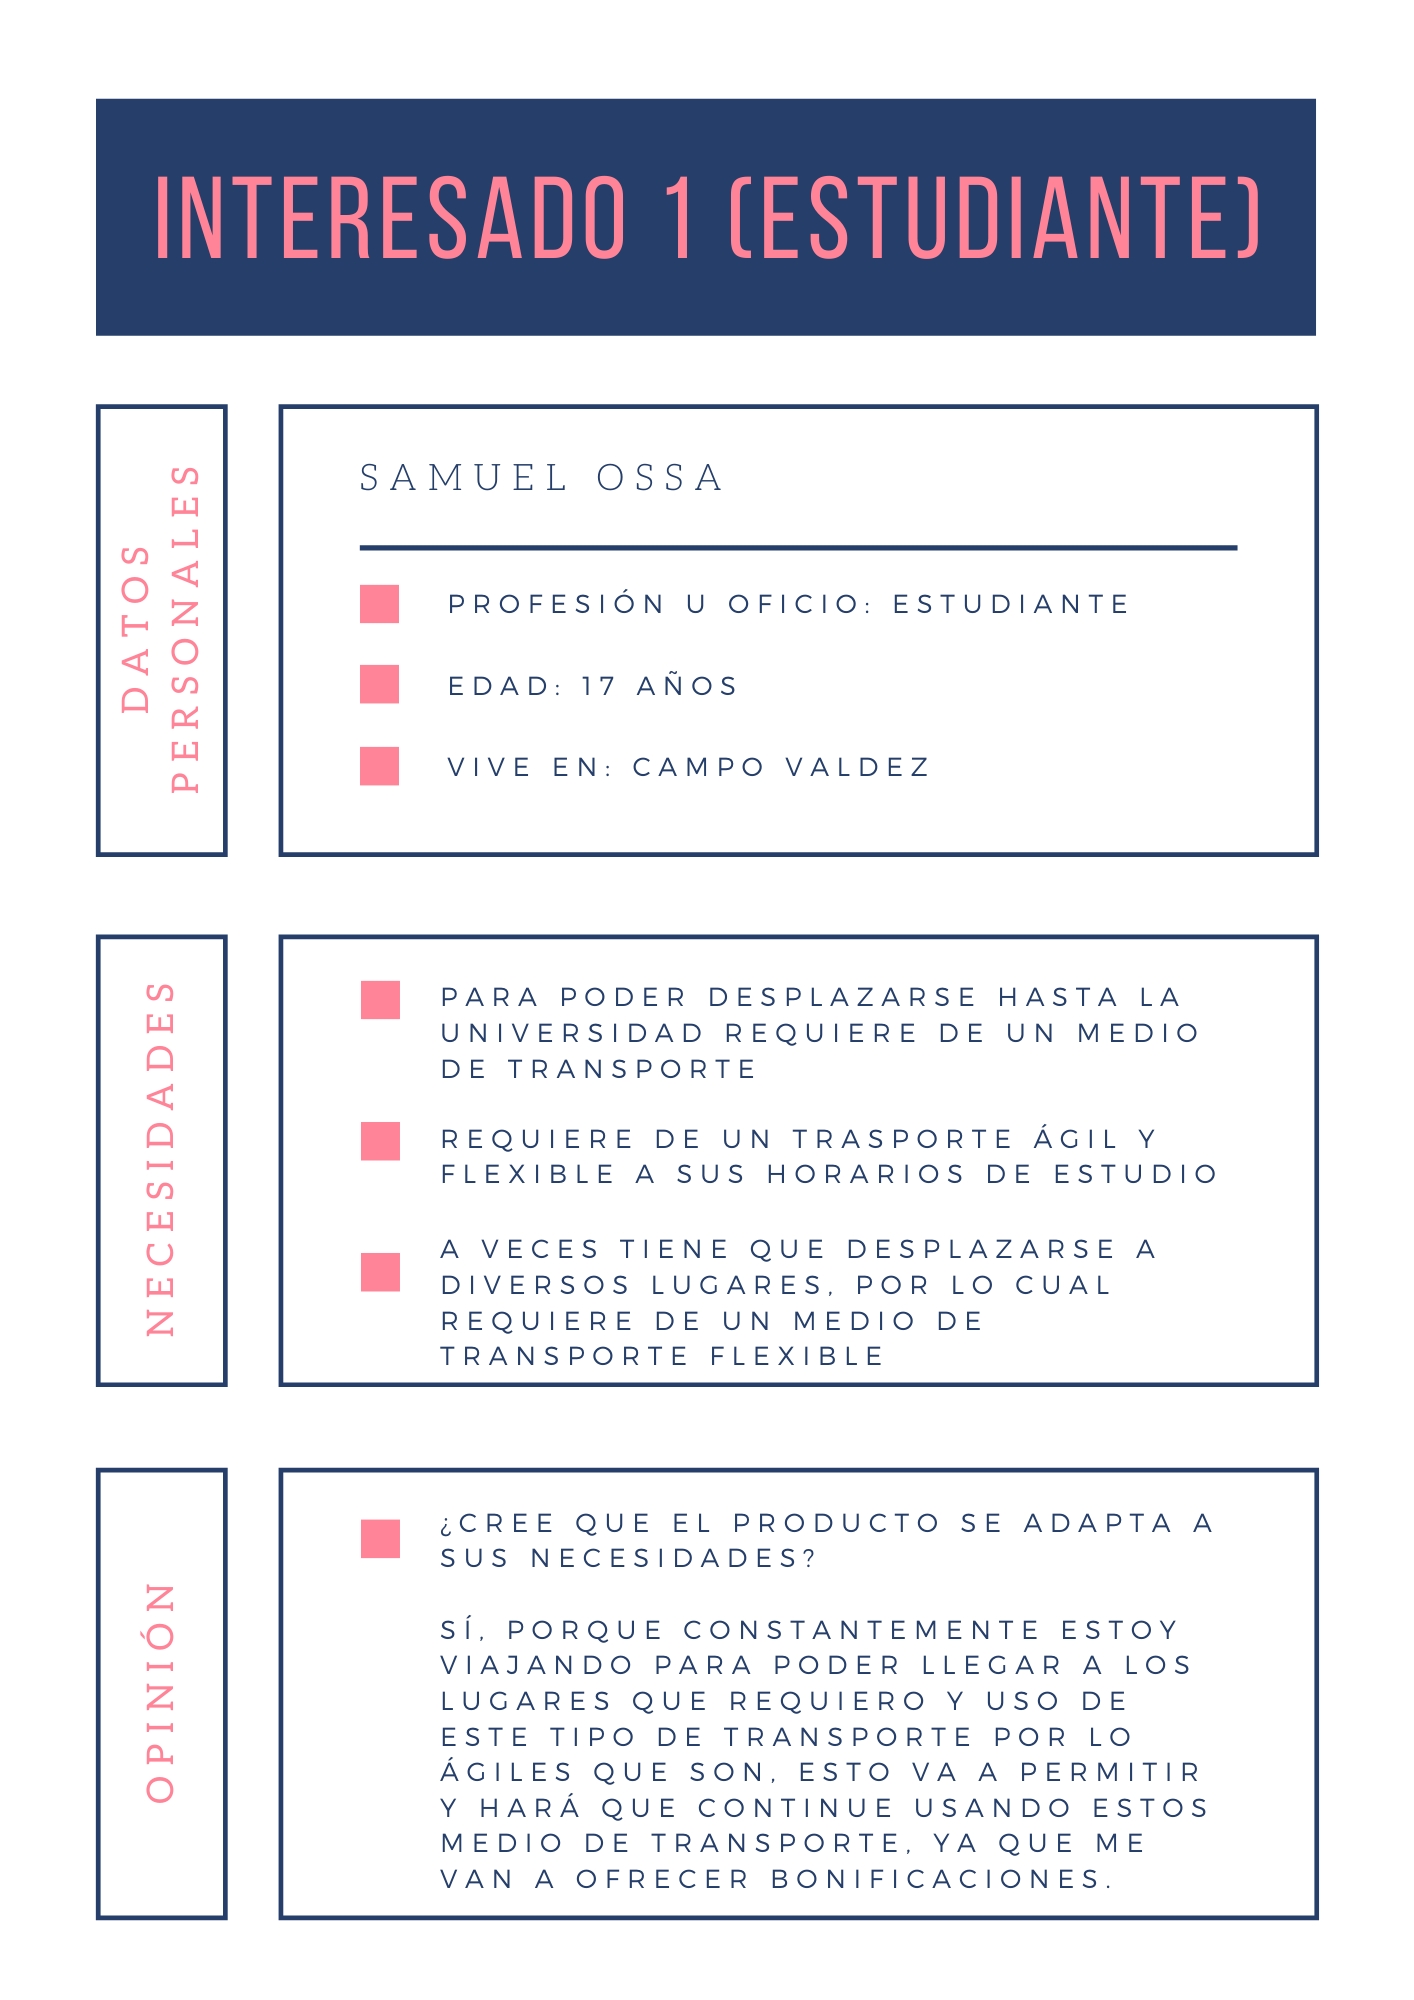 INTERESADO 1 (ESTUDIANTE)
DATOS
PERSONALES
SAMUEL OSSA
PROFESIÓN U OFICIO: ESTUDIANTE
EDAD: 17 AÑOS
VIVE EN: CAMPO VALDEZ
NECESIDADES
PARA PODER DESPLAZARSE HASTA LA
UNIVERSIDAD REQUIERE DE UN MEDIO
DE TRANSPORTE
REQUIERE DE UN TRASPORTE ÁGIL Y
FLEXIBLE A SUS HORARIOS DE ESTUDIO
A VECES TIENE QUE DESPLAZARSE A
DIVERSOS LUGARES, POR LO CUAL
REQUIERE DE UN MEDIO DE
TRANSPORTE FLEXIBLE
OPINIÓN
¿CREE QUE EL PRODUCTO SE ADAPTA A
SUS NECESIDADES?
SÍ, PORQUE CONSTANTEMENTE ESTOY
VIAJANDO PARA PODER LLEGAR A LOS
LUGARES QUE REQUIERO Y USO DE
ESTE TIPO DE TRANSPORTE POR LO
ÁGILES QUE SON, ESTO VA A PERMITIR
Y HARÁ QUE CONTINUE USANDO ESTOS
MEDIO DE TRANSPORTE, YA QUE ME
VAN A OFRECER BONIFICACIONES.